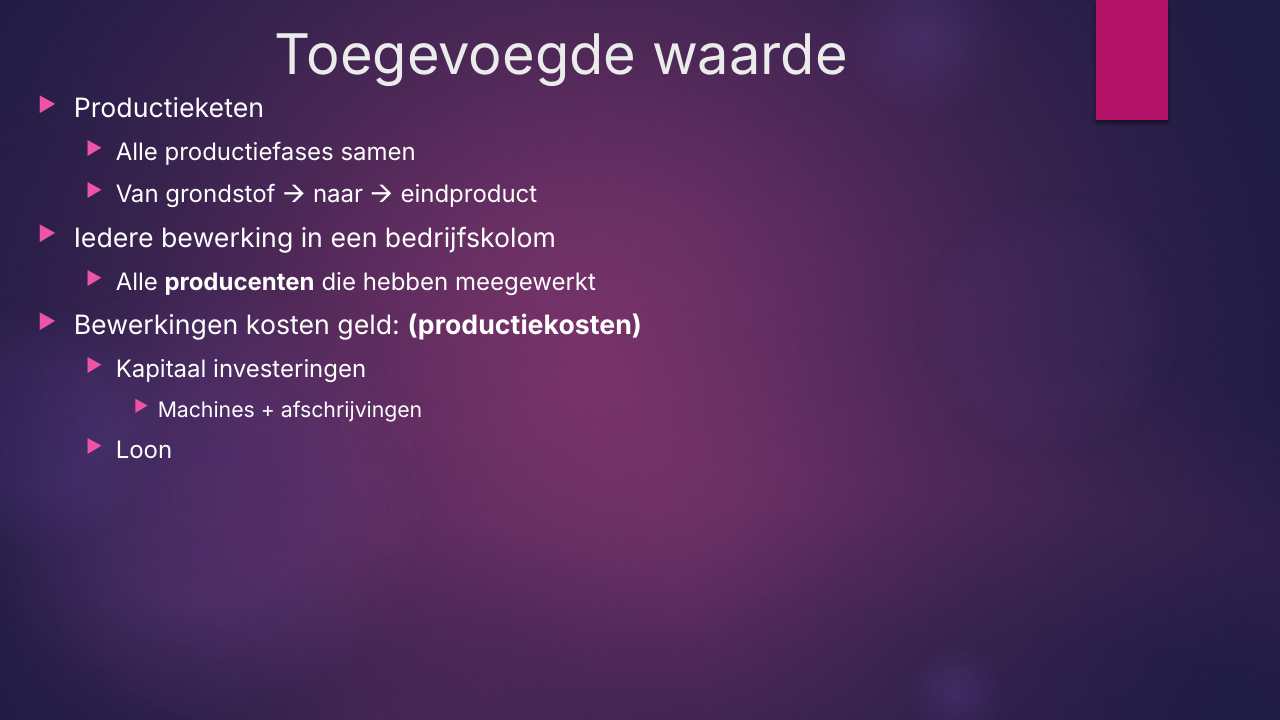 Toegevoegde waarde
Productieketen
Alle productiefases samen
Van grondstof → naar → eindproduct
Iedere bewerking in een bedrijfskolom
Alle producenten die hebben meegewerkt
Bewerkingen kosten geld: (productiekosten)
Kapitaal investeringen
Machines + afschrijvingen
Loon